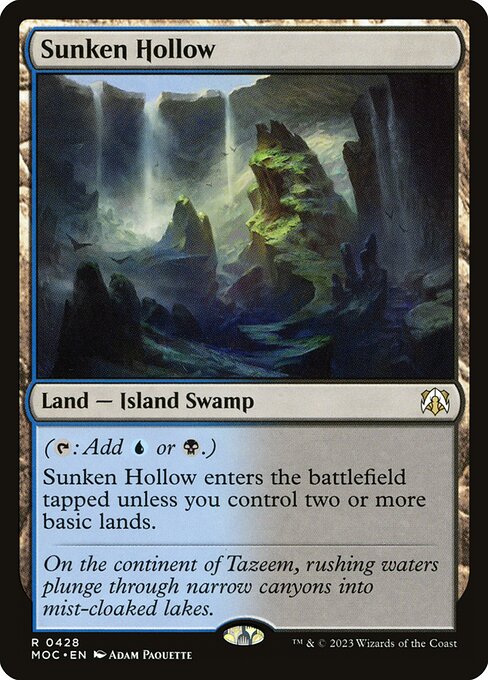 Sunken Hollow
Land — Island Swamp
( : Add or .)
Sunken Hollow enters the battlefield
tapped unless you control two or more
basic lands.
On the continent of Tazeem, rushing waters
plunge through narrow canyons into
mist-cloaked lakes.
R 0428
MOC • EN Adam Paquette
™ & © 2023 Wizards of the Coast